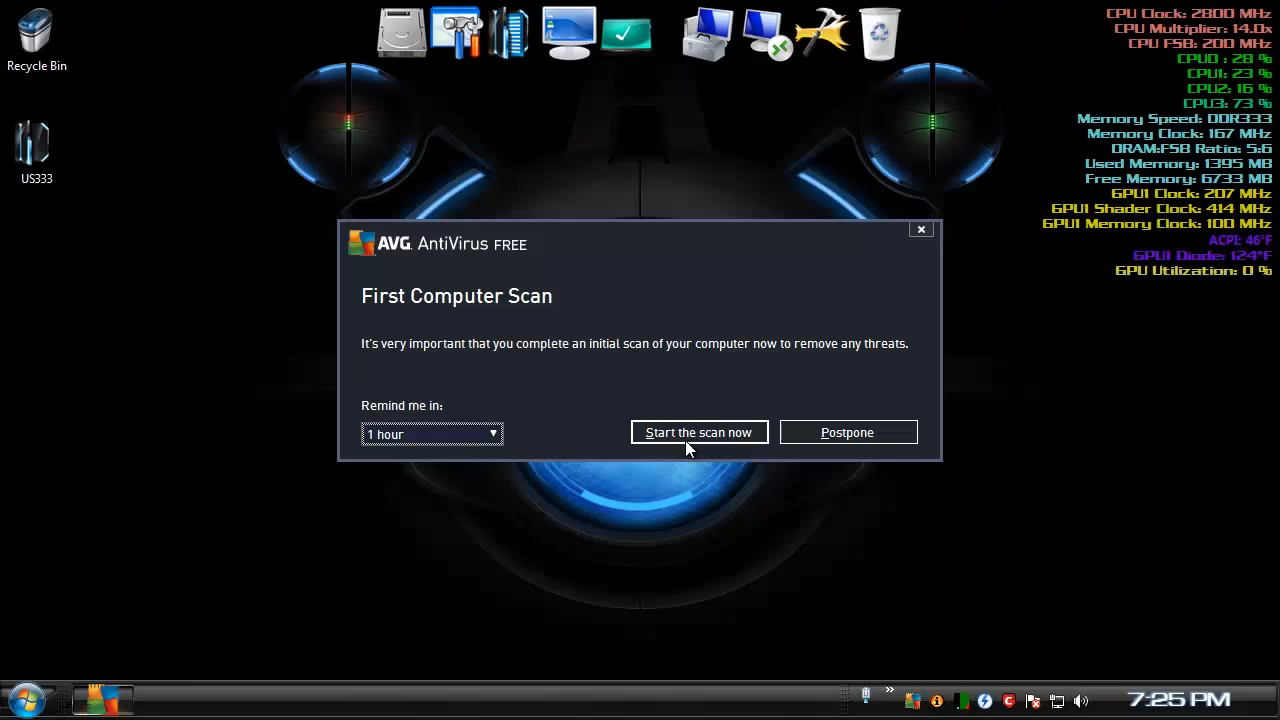 Recycle Bin
US333
CPU Clock: 2800 MHz
CPU Multiplier: 14.0x
CPU FSB: 200 MHz
CPU0 : 28 %
CPU1: 23 %
CPU2: 16 %
CPU3: 73 %
Memory Speed: DDR333
Memory Clock: 167 MHz
DRAM:FSB Ratio: 5:6
Used Memory: 1395 MB
Free Memory: 6733 MB
GPU1 Clock: 207 MHz
GPU1 Shader Clock: 414 MHz
GPU1 Memory Clock: 100 MHz
ACPI: 46°F
GPU1 Diode: 124°F
GPU Utilization: 0 %
AVG. AntiVirus FREE
First Computer Scan
It's very important that you complete an initial scan of your computer now to remove any threats.
Remind me in:
1 hour
Start the scan now
Postpone
7:25 PM